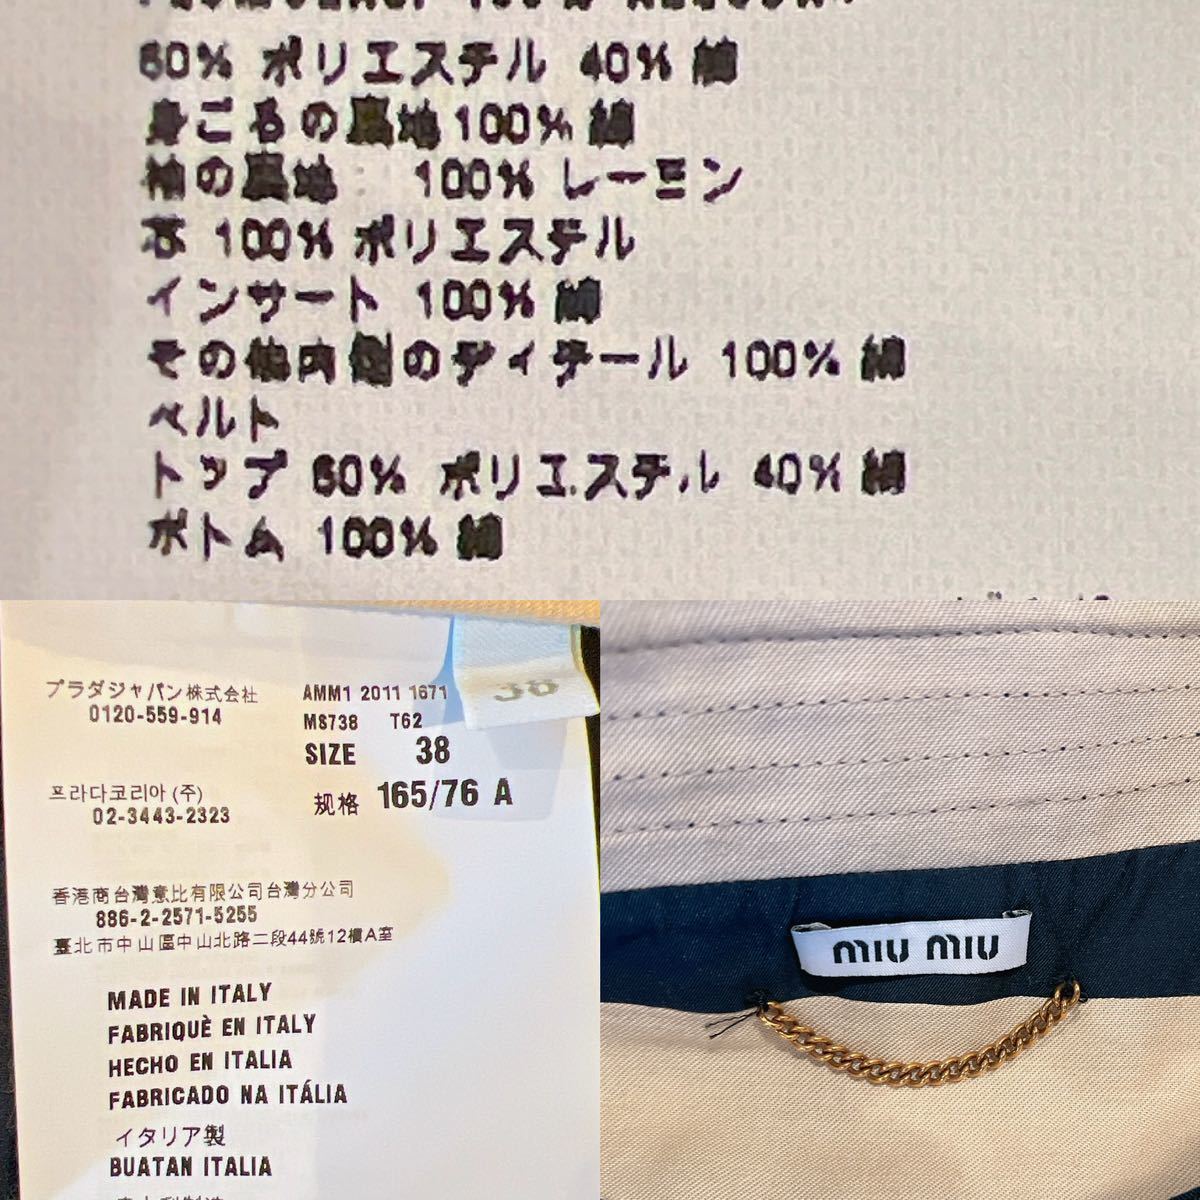 60% ポリエステル 40% 綿
身ごろの裏地100% 綿
袖の裏地 100% レーヨン
衿 100% ポリエステル
インサート 100% 綿
その他典型のディテール 100% 綿
ベルト
トップ 60% ポリエステル 40% 綿
ボトム 100% 綿
プラダジャパン株式会社
0120-559-914
AMM1 2011 1671
MS738 T62
SIZE 38
规格 165/76 A
프라다코리아 (주)
02-3443-2323
香港商台灣意比有限公司台灣分公司
886-2-2571-5255
臺北市中山區中山北路二段44號12樓A室
MADE IN ITALY
FABRIQUÈ EN ITALY
HECHO EN ITALIA
FABRICADO NA ITÁLIA
イタリア製
BUATAN ITALIA
38
miu miu